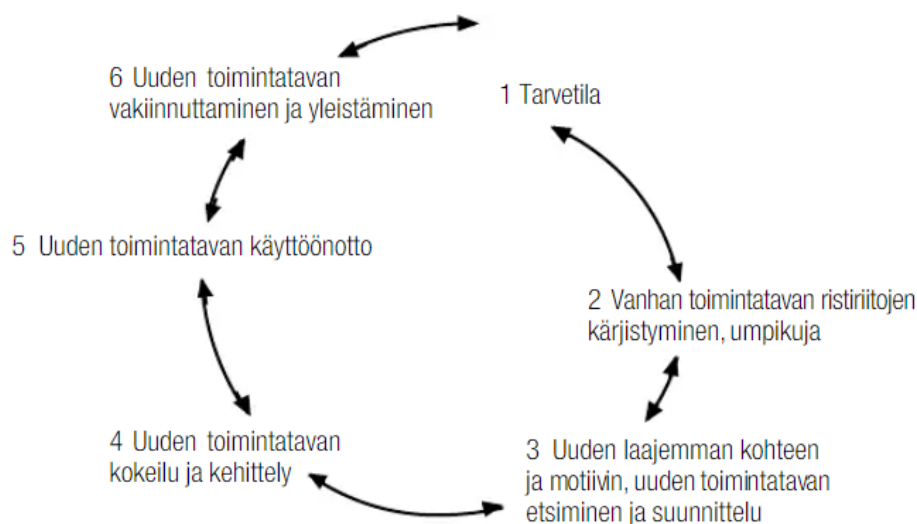 1 Tarvetila
2 Vanhan toimintatavan ristiriitojen
kärjistyminen, umpikuja
3 Uuden laajemman kohteen
ja motiivin, uuden toimintatavan
etsiminen ja suunnittelu
4 Uuden toimintatavan
kokeilu ja kehittely
5 Uuden toimintatavan käyttöönotto
6 Uuden toimintatavan
vakiinnuttaminen ja yleistäminen